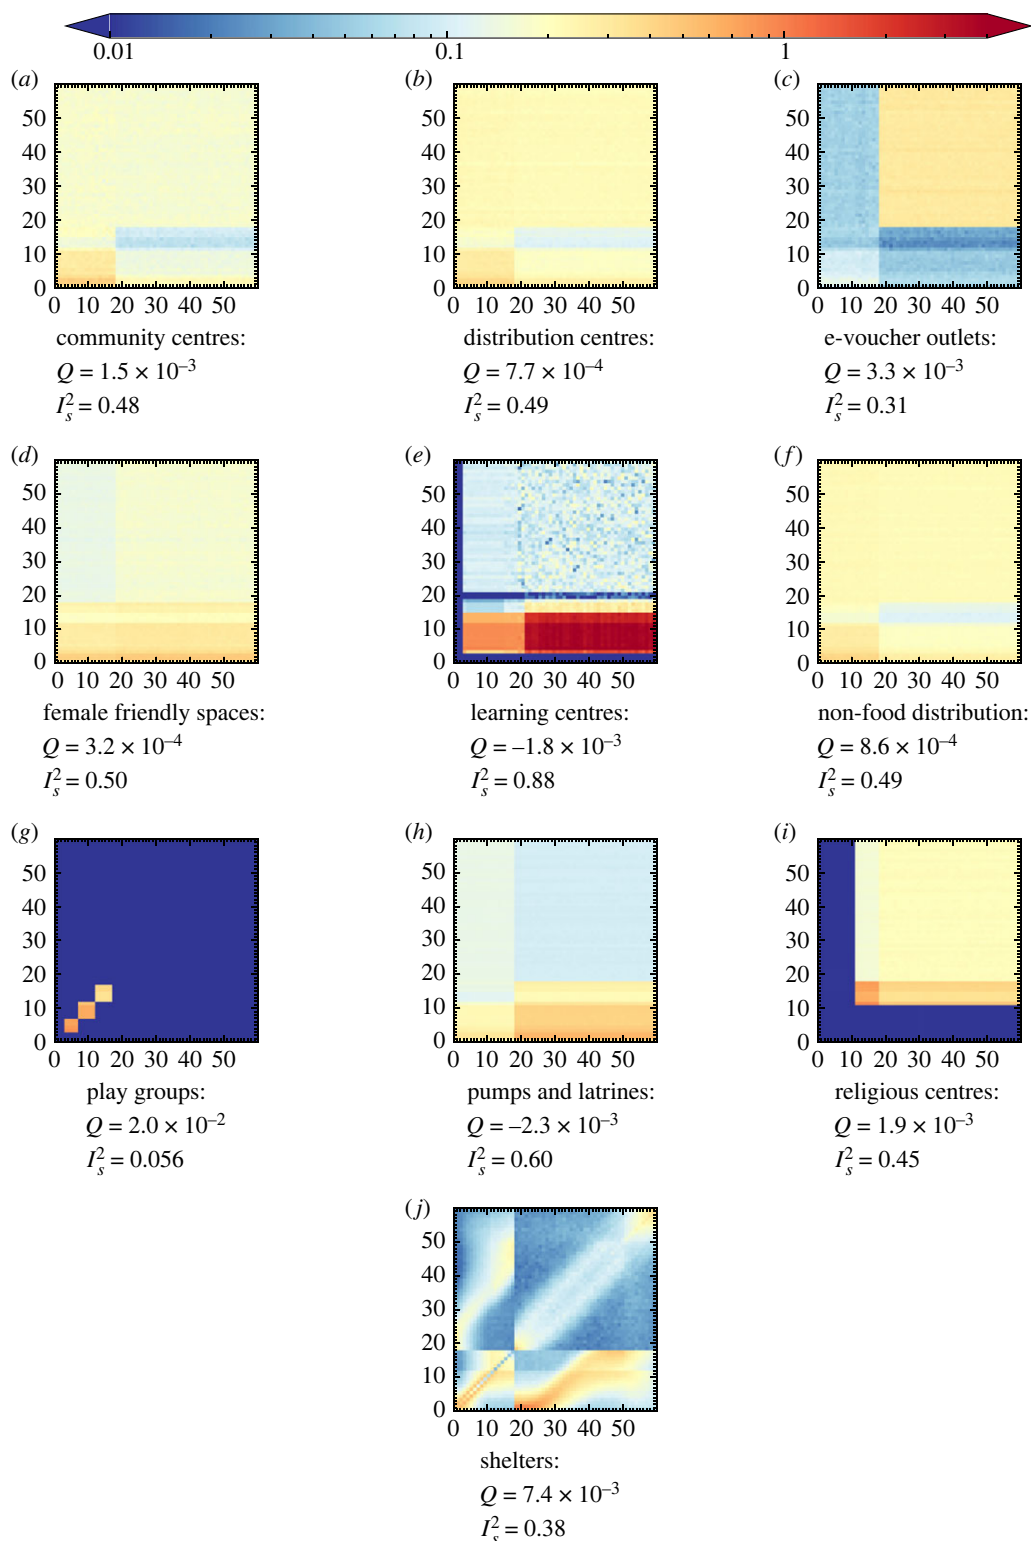 0.01 0.1 1
(a) (b) (c)
50 50 50
40 40 40
30 30 30
20 20 20
10 10 10
0 0 0
0 10 20 30 40 50 0 10 20 30 40 50 0 10 20 30 40 50
community centres: distribution centres: e-voucher outlets:
Q = 1.5 × 10⁻³ Q = 7.7 × 10⁻⁴ Q = 3.3 × 10⁻³
I_s² = 0.48 I_s² = 0.49 I_s² = 0.31
(d) (e) (f)
50 50 50
40 40 40
30 30 30
20 20 20
10 10 10
0 0 0
0 10 20 30 40 50 0 10 20 30 40 50 0 10 20 30 40 50
female friendly spaces: learning centres: non-food distribution:
Q = 3.2 × 10⁻⁴ Q = –1.8 × 10⁻³ Q = 8.6 × 10⁻⁴
I_s² = 0.50 I_s² = 0.88 I_s² = 0.49
(g) (h) (i)
50 50 50
40 40 40
30 30 30
20 20 20
10 10 10
0 0 0
0 10 20 30 40 50 0 10 20 30 40 50 0 10 20 30 40 50
play groups: pumps and latrines: religious centres:
Q = 2.0 × 10⁻² Q = –2.3 × 10⁻³ Q = 1.9 × 10⁻³
I_s² = 0.056 I_s² = 0.60 I_s² = 0.45
(j)
50
40
30
20
10
0
0 10 20 30 40 50
shelters:
Q = 7.4 × 10⁻³
I_s² = 0.38